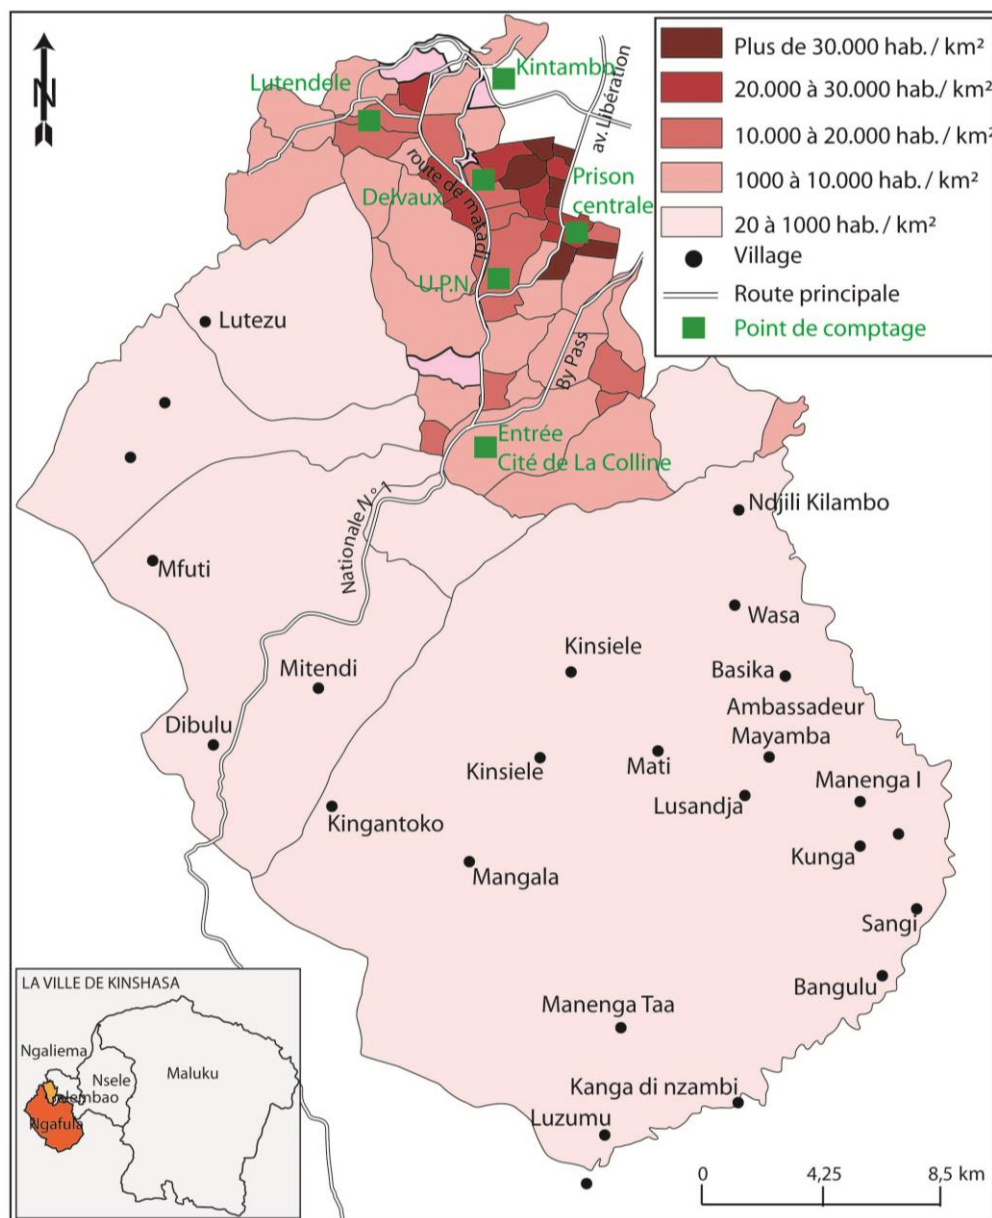 N
Plus de 30.000 hab. / km²
20.000 à 30.000 hab. / km²
10.000 à 20.000 hab. / km²
1000 à 10.000 hab. / km²
20 à 1000 hab. / km²
Village
Route principale
Point de comptage
Lutendele
Kintambo
av. Libération
route de matadi
Delvaux
Prison
centrale
U.P.N
Lutezu
By Pass
Entrée
Cité de La Colline
Nationale N° 1
Ndjili Kilambo
Mfuti
Wasa
Kinsiele
Mitendi
Basika
Dibulu
Ambassadeur
Mayamba
Kinsiele
Mati
Manenga I
Lusandja
Kingantoko
Kunga
Mangala
Sangi
Bangulu
Manenga Taa
Kanga di nzambi
Luzumu
LA VILLE DE KINSHASA
Ngaliema
Nsele
Maluku
Ngafula
0
4,25
8,5 km